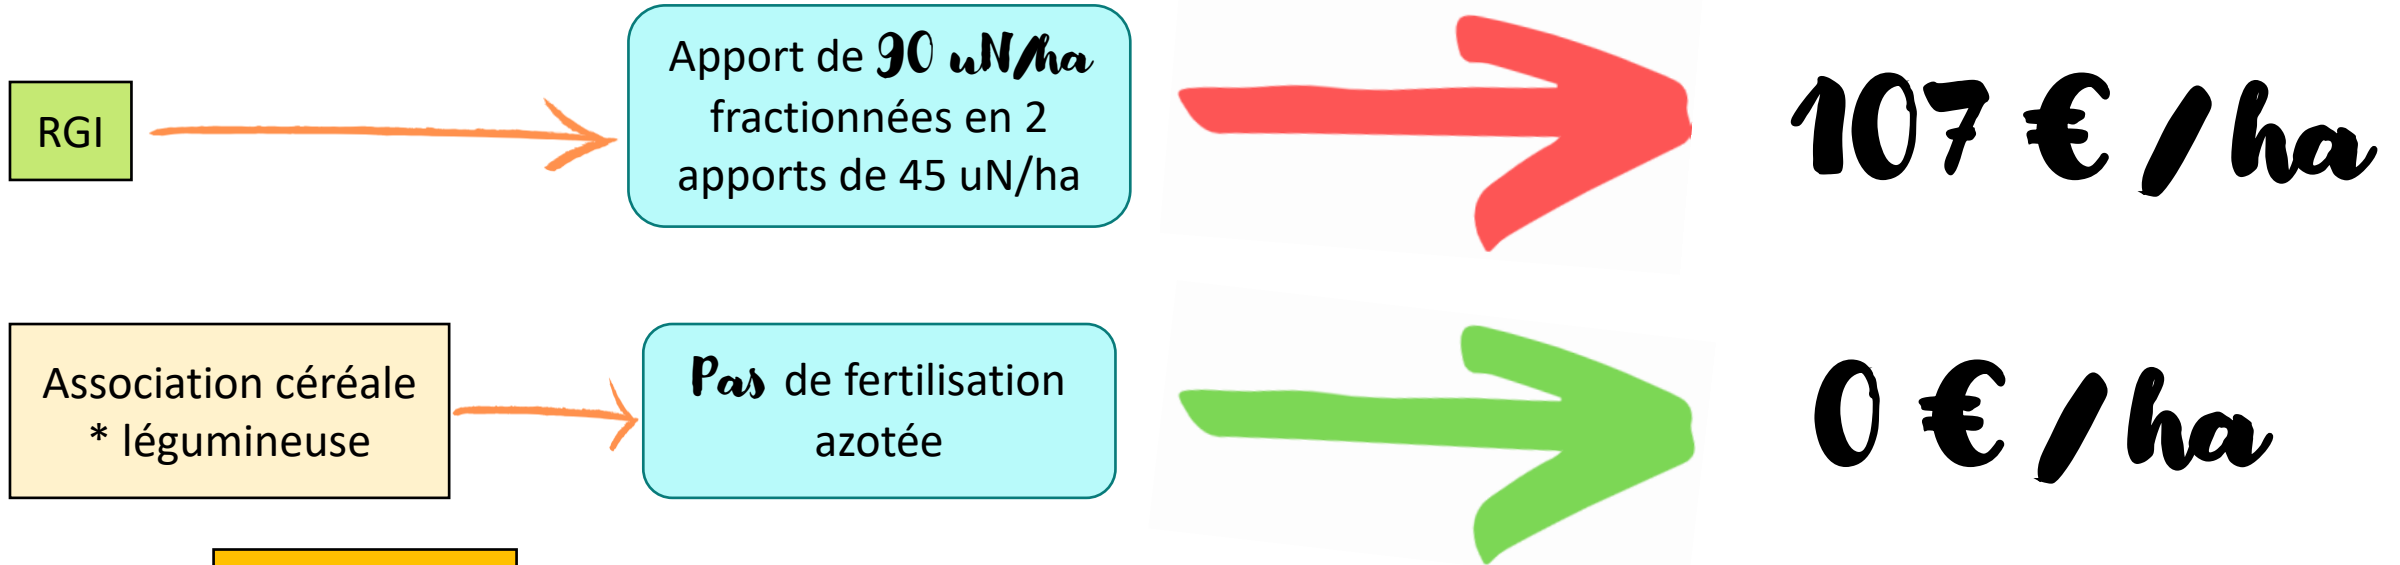 RGI
Apport de 90 uN/ha
fractionnées en 2
apports de 45 uN/ha
107 € / ha
Association céréale
* légumineuse
Pas de fertilisation
azotée
0 € / ha